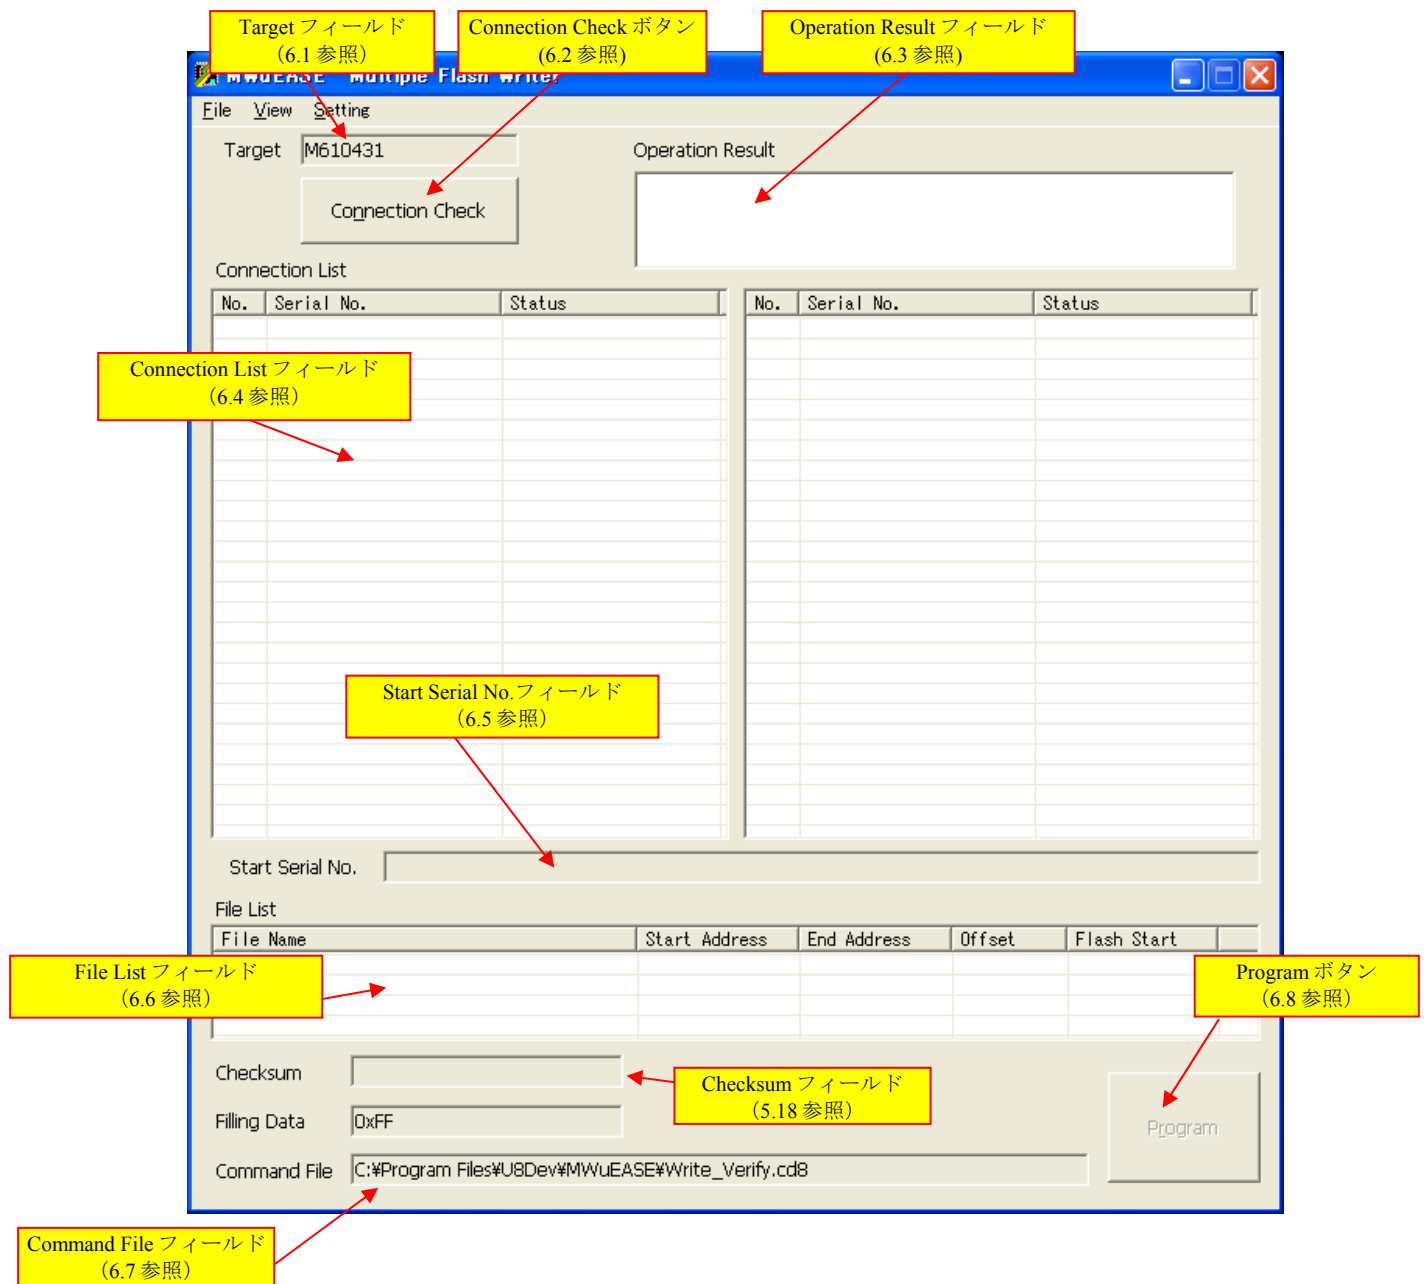 Target フィールド
（6.1 参照）
Connection Check ボタン
(6.2 参照)
Operation Result フィールド
(6.3 参照)
MWuEASE Multiple Flash Writer
File View Setting
Target M610431
Operation Result
Connection Check
Connection List
No. Serial No. Status No. Serial No. Status
Connection List フィールド
（6.4 参照）
Start Serial No.フィールド
（6.5 参照）
Start Serial No.
File List
File Name Start Address End Address Offset Flash Start
File List フィールド
（6.6 参照）
Program ボタン
（6.8 参照）
Checksum
Checksum フィールド
（5.18 参照）
Filling Data 0xFF
Program
Command File C:¥Program Files¥U8Dev¥MWuEASE¥Write_Verify.cd8
Command File フィールド
（6.7 参照）